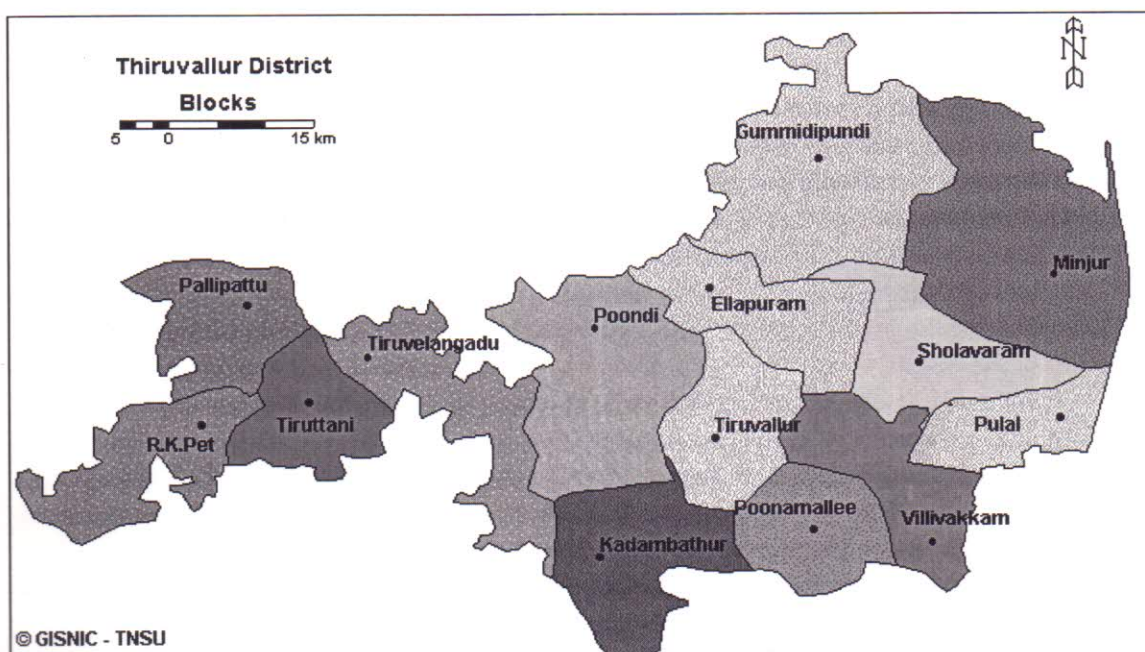 Thiruvallur District
Blocks
5 0 15 km
N
Gummidipundi
Minjur
Pallipattu
Ellapuram
Poondi
Tiruvelangadu
Sholavaram
Tiruttani
R.K.Pet
Tiruvallur
Pulal
Poonamallee
Villivakkam
Kadambathur
© GISNIC - TNSU